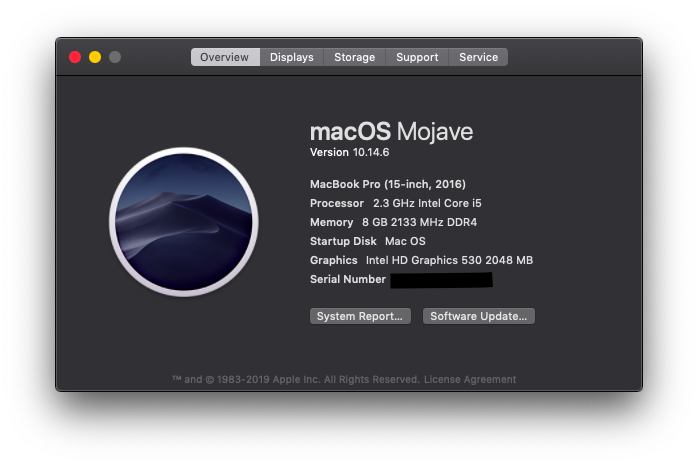 Overview Displays Storage Support Service
macOS Mojave
Version 10.14.6
MacBook Pro (15-inch, 2016)
Processor 2.3 GHz Intel Core i5
Memory 8 GB 2133 MHz DDR4
Startup Disk Mac OS
Graphics Intel HD Graphics 530 2048 MB
Serial Number
System Report... Software Update...
™ and © 1983-2019 Apple Inc. All Rights Reserved. License Agreement